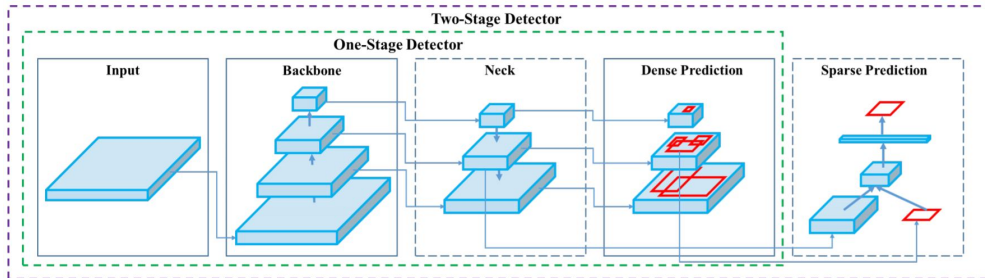 Two-Stage Detector
One-Stage Detector
Input
Backbone
Neck
Dense Prediction
Sparse Prediction